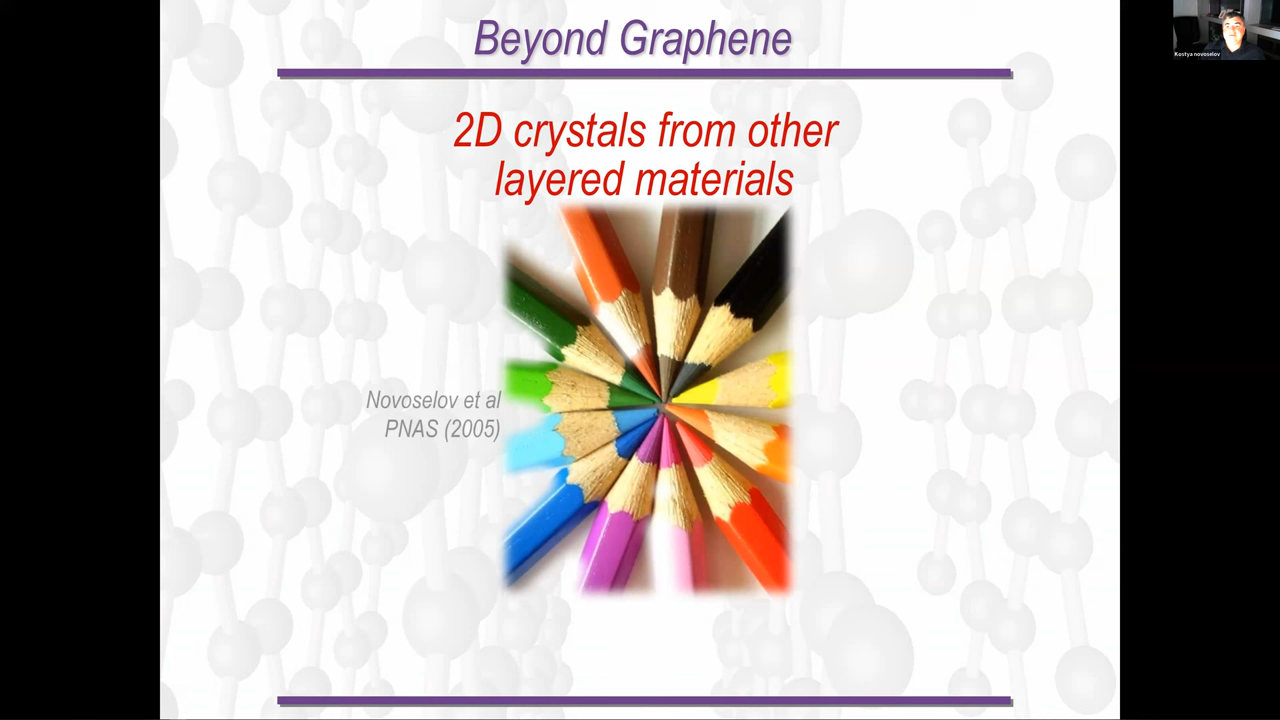 Beyond Graphene
Kostya novoselov
2D crystals from other
layered materials
Novoselov et al
PNAS (2005)